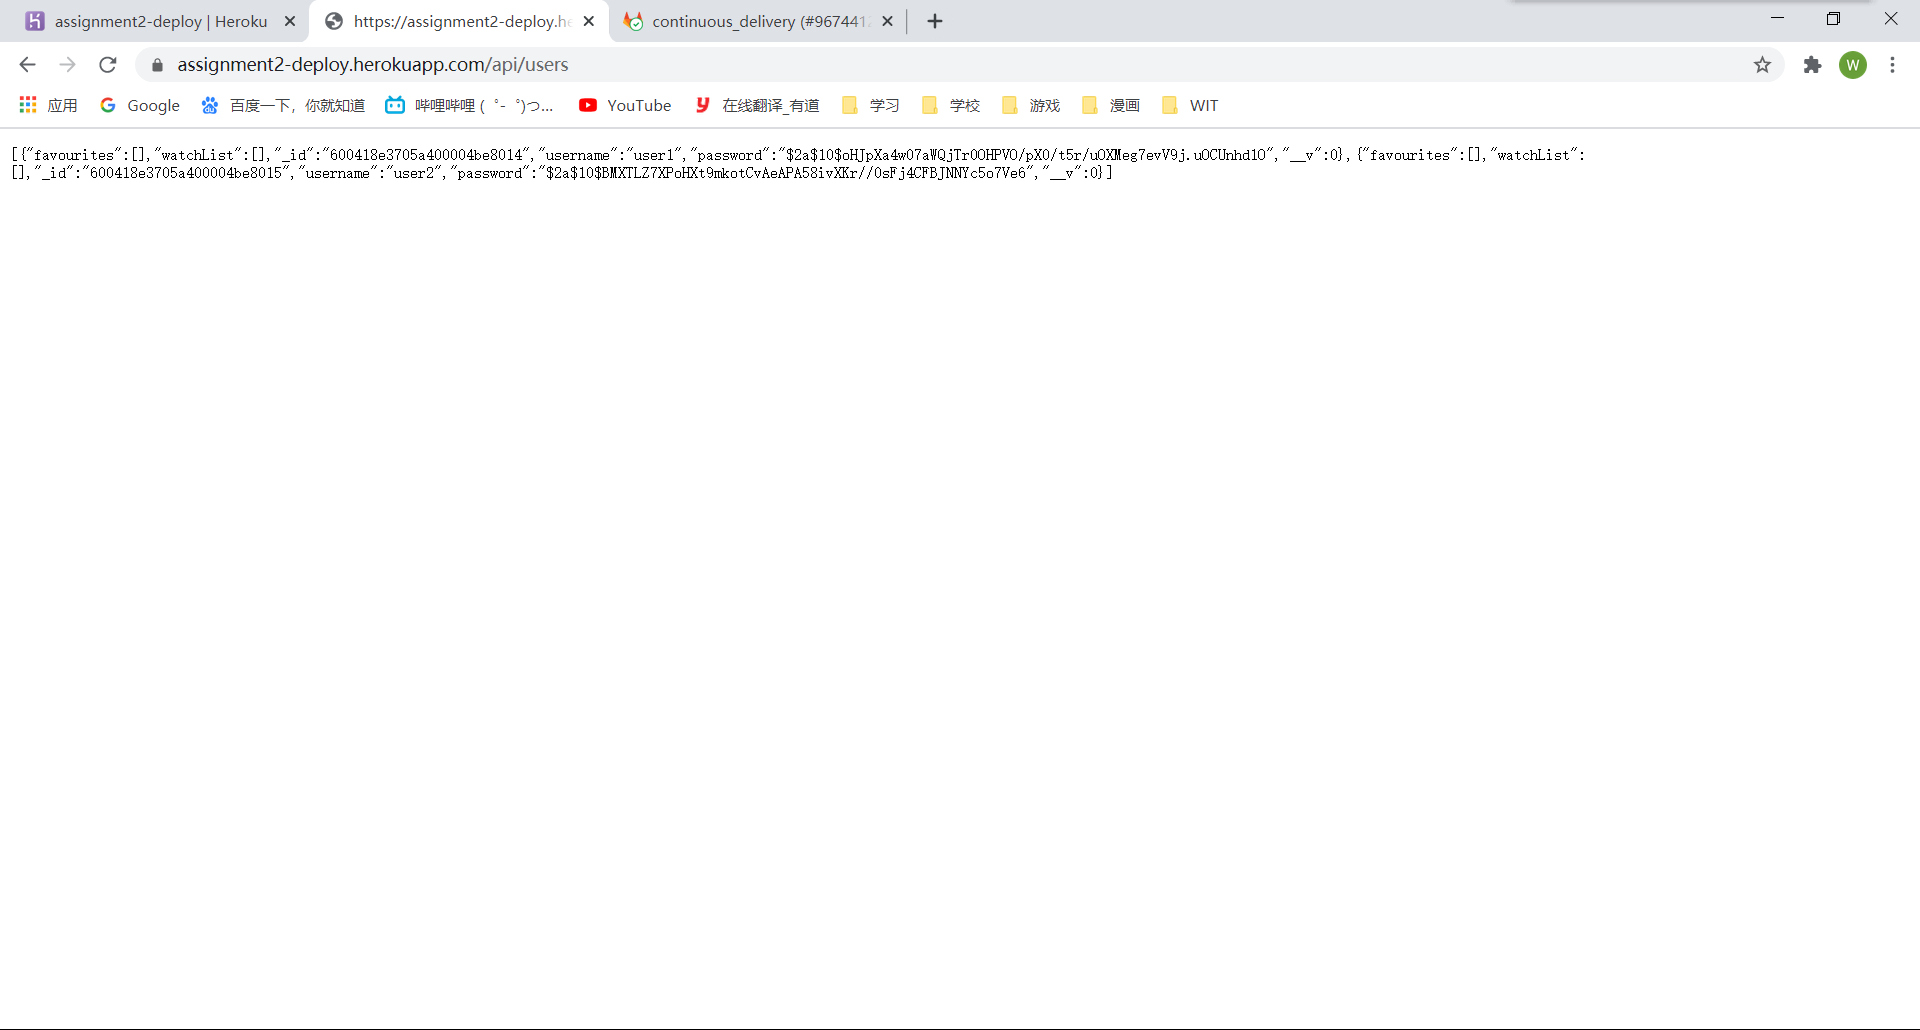 assignment2-deploy | Heroku
https://assignment2-deploy.he
continuous_delivery (#9674412
assignment2-deploy.herokuapp.com/api/users
W
应用
Google
百度一下，你就知道
哔哩哔哩 ( ゜- ゜)つ...
YouTube
在线翻译_有道
学习
学校
游戏
漫画
WIT
[{"favourites":[],"watchList":[],"_id":"600418e3705a400004be8014","username":"user1","password":"$2a$10$oHJpXa4w07aWQjTr0OHPVO/pX0/t5r/uOXMeg7evV9j.uOCUnhd1O","__v":0},{"favourites":[],"watchList":
[],"_id":"600418e3705a400004be8015","username":"user2","password":"$2a$10$BMXTLZ7XPoHXt9mkotCvAeAPA58ivXKr//0sFj4CFBJNNYc5o7Ve6","__v":0}]